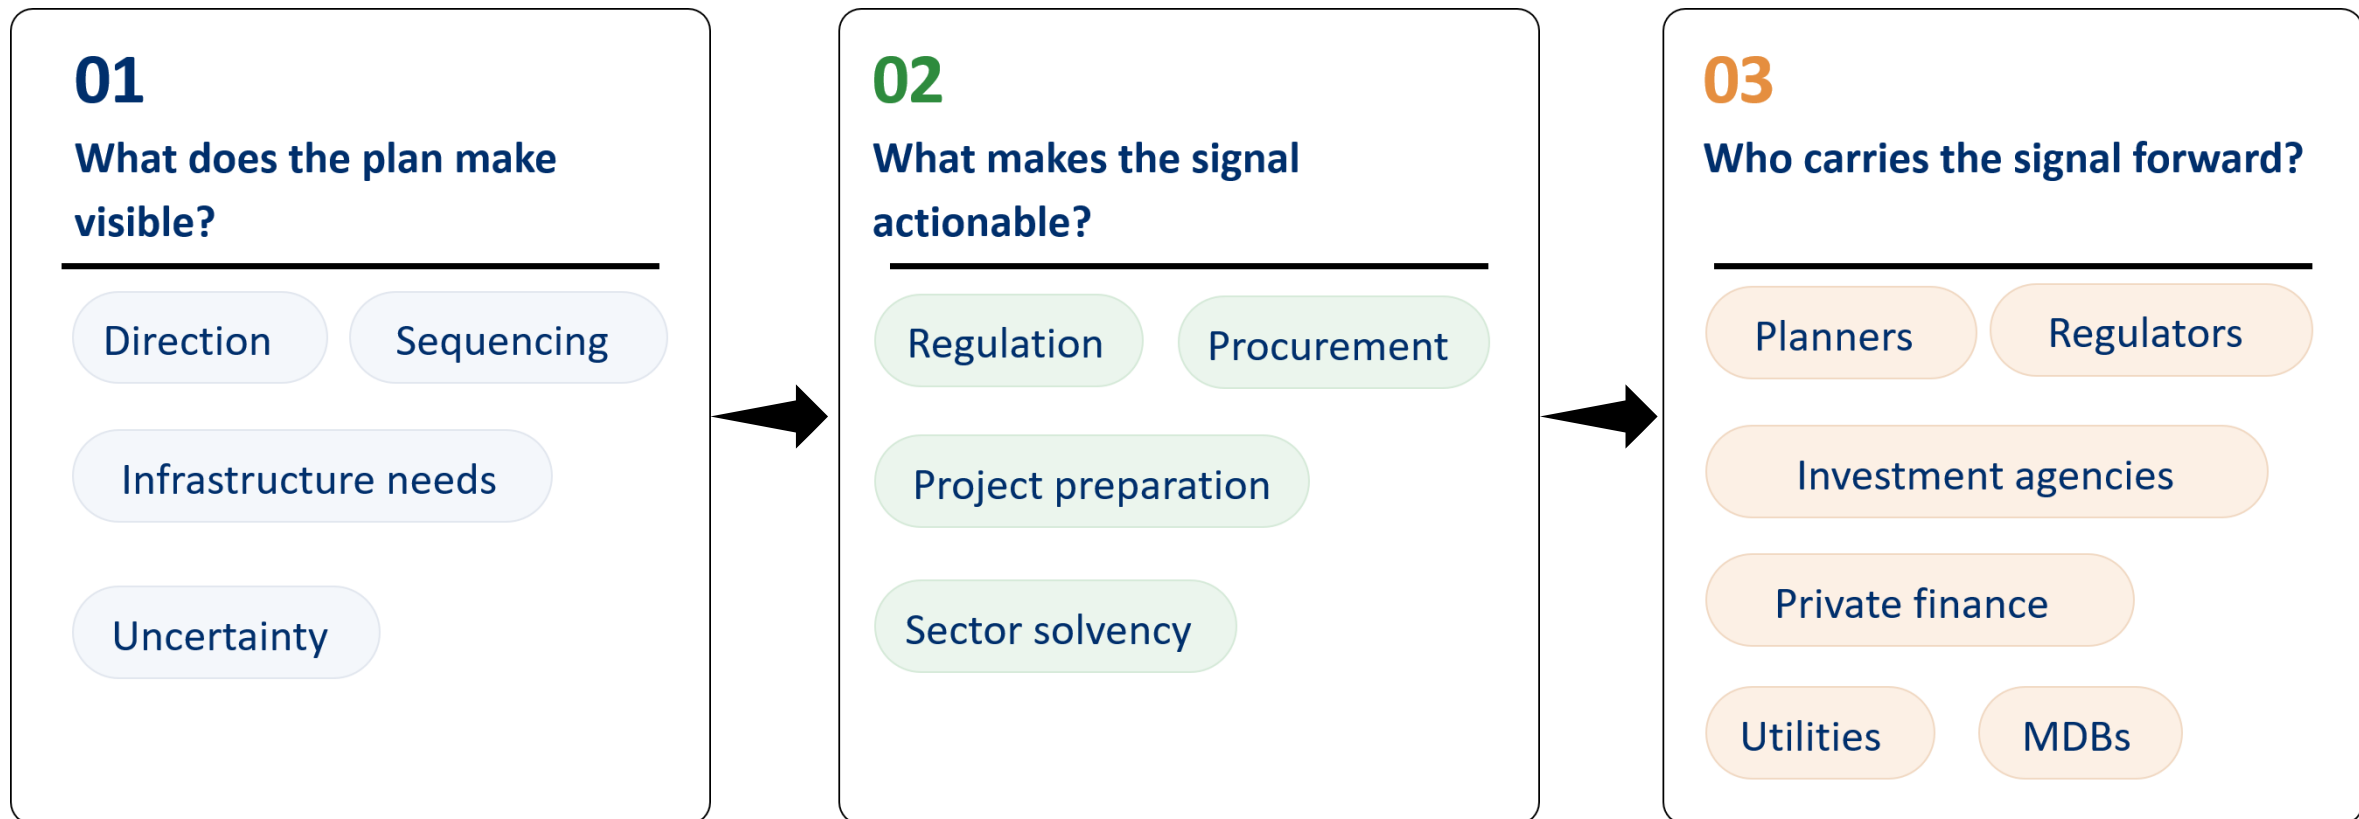 01
What does the plan make
visible?
Direction
Sequencing
Infrastructure needs
Uncertainty
02
What makes the signal
actionable?
Regulation
Procurement
Project preparation
Sector solvency
03
Who carries the signal forward?
Planners
Regulators
Investment agencies
Private finance
Utilities
MDBs